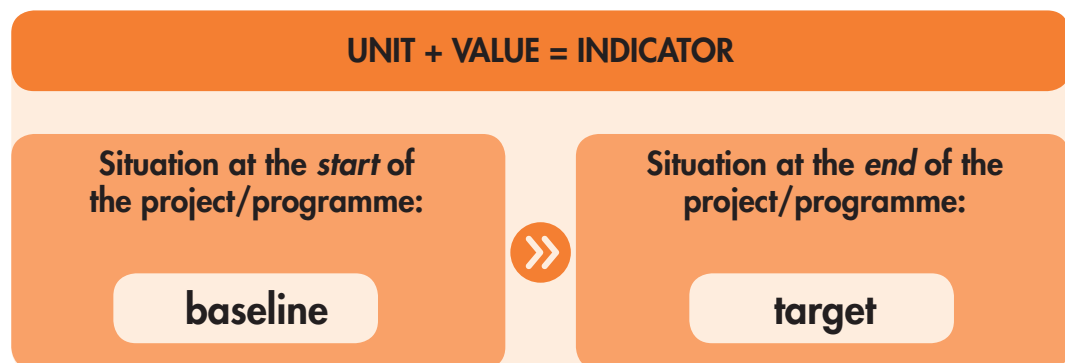 UNIT + VALUE = INDICATOR
Situation at the start of
the project/programme:
baseline
Situation at the end of the
project/programme:
target